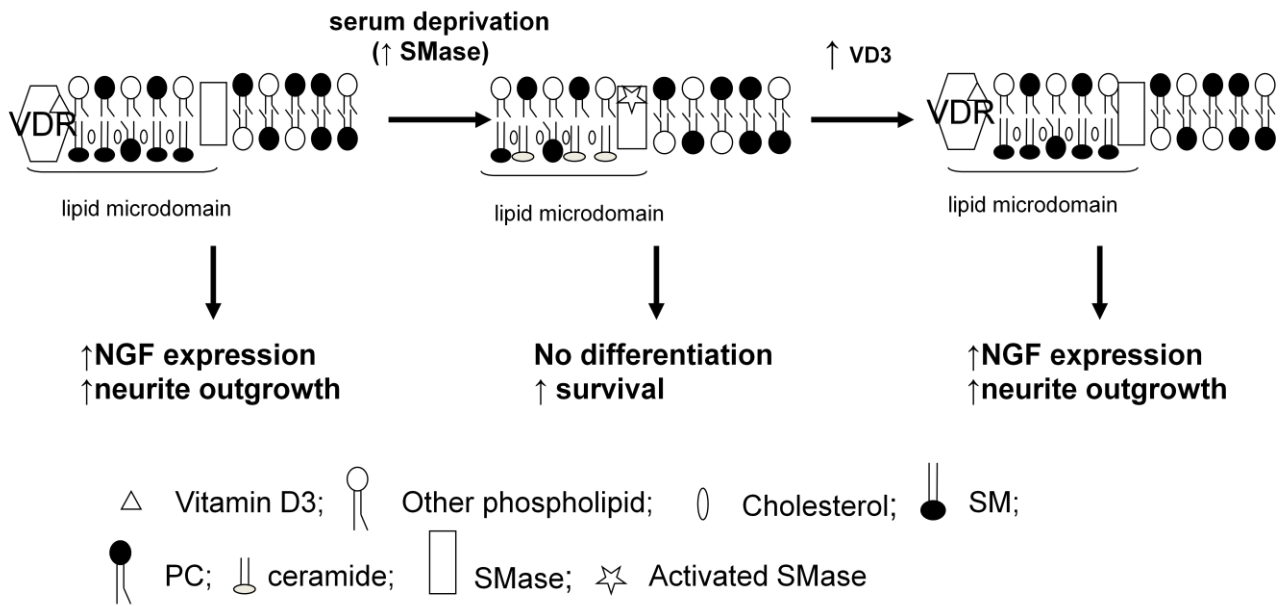 serum deprivation
(↑ SMase)
↑ VD3
VDR
VDR
lipid microdomain
lipid microdomain
lipid microdomain
↑NGF expression
↑neurite outgrowth
No differentiation
↑ survival
↑NGF expression
↑neurite outgrowth
Vitamin D3; Other phospholipid; Cholesterol; SM;
PC; ceramide; SMase; Activated SMase